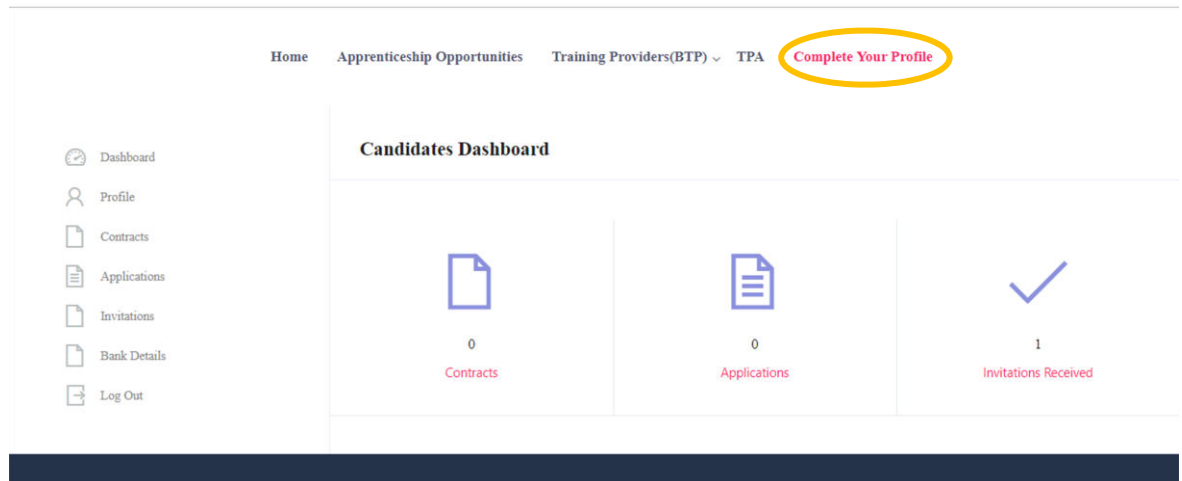 Home Apprenticeship Opportunities Training Providers(BTP) TPA Complete Your Profile
Dashboard
Profile
Contracts
Applications
Invitations
Bank Details
Log Out
Candidates Dashboard
0
Contracts
0
Applications
1
Invitations Received